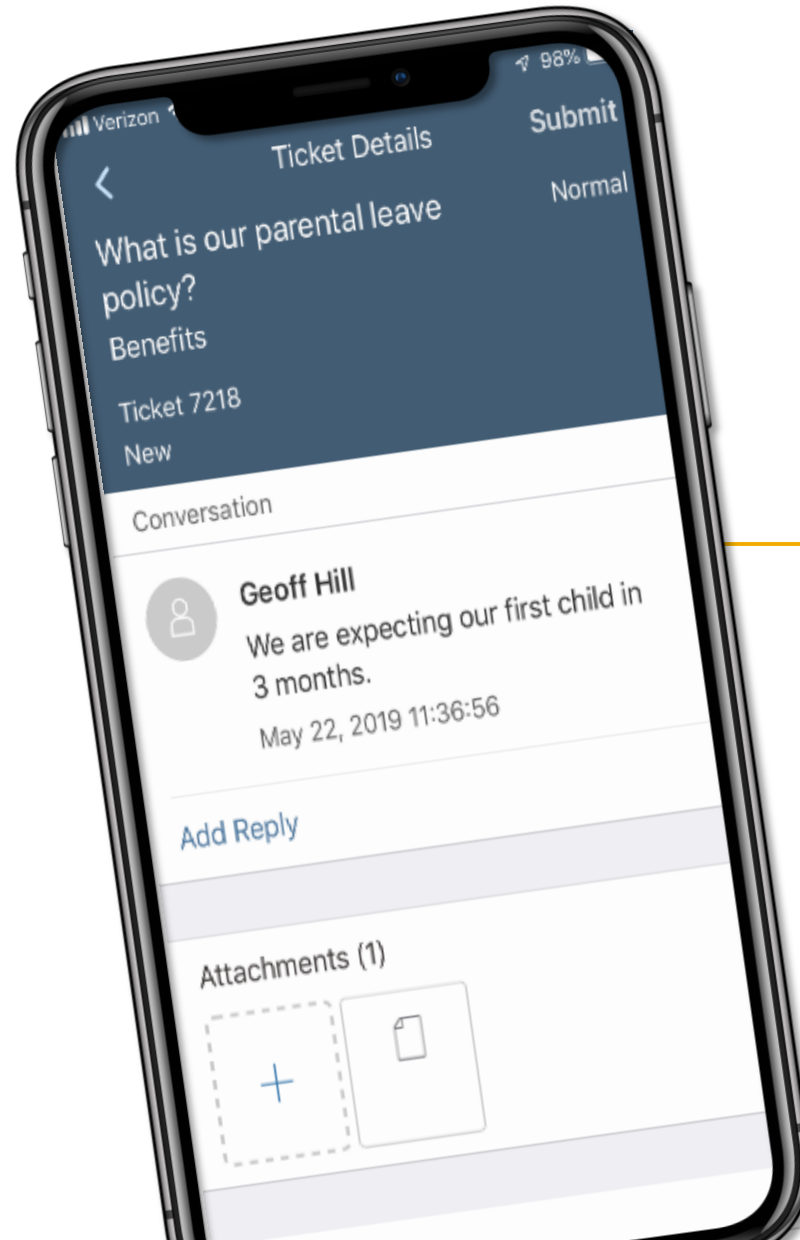 Verizon
98%
Ticket Details
Submit
What is our parental leave
policy?
Normal
Benefits
Ticket 7218
New
Conversation
Geoff Hill
We are expecting our first child in
3 months.
May 22, 2019 11:36:56
Add Reply
Attachments (1)